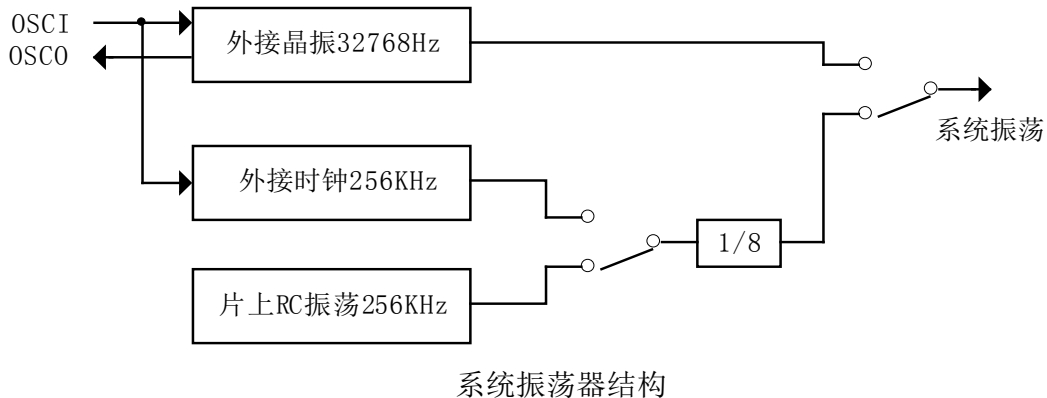 OSCI
OSCO
外接晶振32768Hz
系统振荡
外接时钟256KHz
1/8
片上RC振荡256KHz
系统振荡器结构